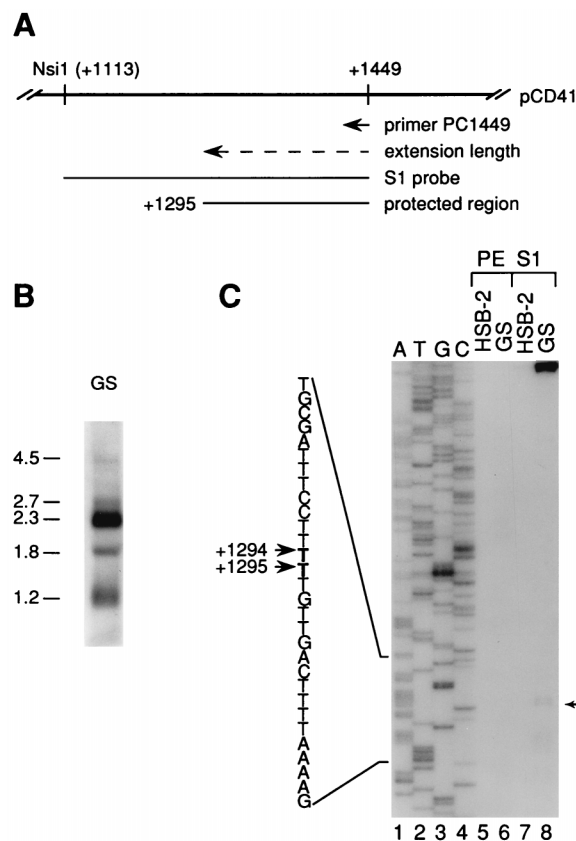 A
Nsi1 (+1113)
+1449
pCD41
primer PC1449
extension length
S1 probe
+1295
protected region
B
GS
4.5
2.7
2.3
1.8
1.2
C
PE S1
HSB-2
GS
HSB-2
GS
A T G C
T
G
C
G
A
T
T
T
C
C
T
T
T
T
T
G
T
T
G
A
C
T
T
T
T
A
A
A
A
G
+1294
+1295
1 2 3 4 5 6 7 8